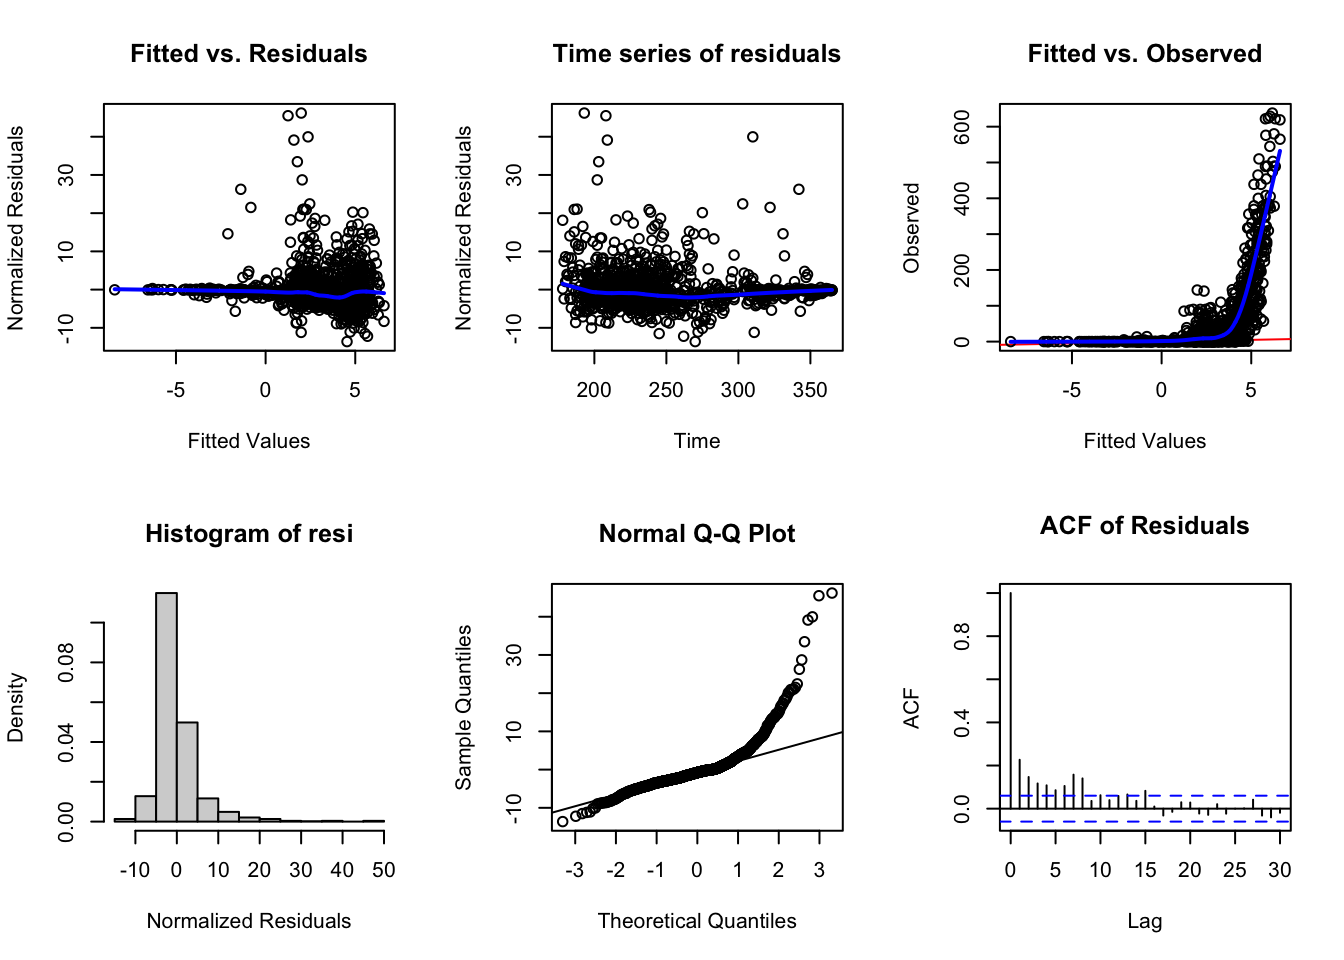 Fitted vs. Residuals
Normalized Residuals
-10 10 30
-5 0 5
Fitted Values
Time series of residuals
Normalized Residuals
-10 10 30
200 250 300 350
Time
Fitted vs. Observed
Observed
0 200 400 600
-5 0 5
Fitted Values
Histogram of resi
Density
0.00 0.04 0.08
-10 0 10 20 30 40 50
Normalized Residuals
Normal Q-Q Plot
Sample Quantiles
-10 10 30
-3 -2 -1 0 1 2 3
Theoretical Quantiles
ACF of Residuals
ACF
0.0 0.4 0.8
0 5 10 15 20 25 30
Lag